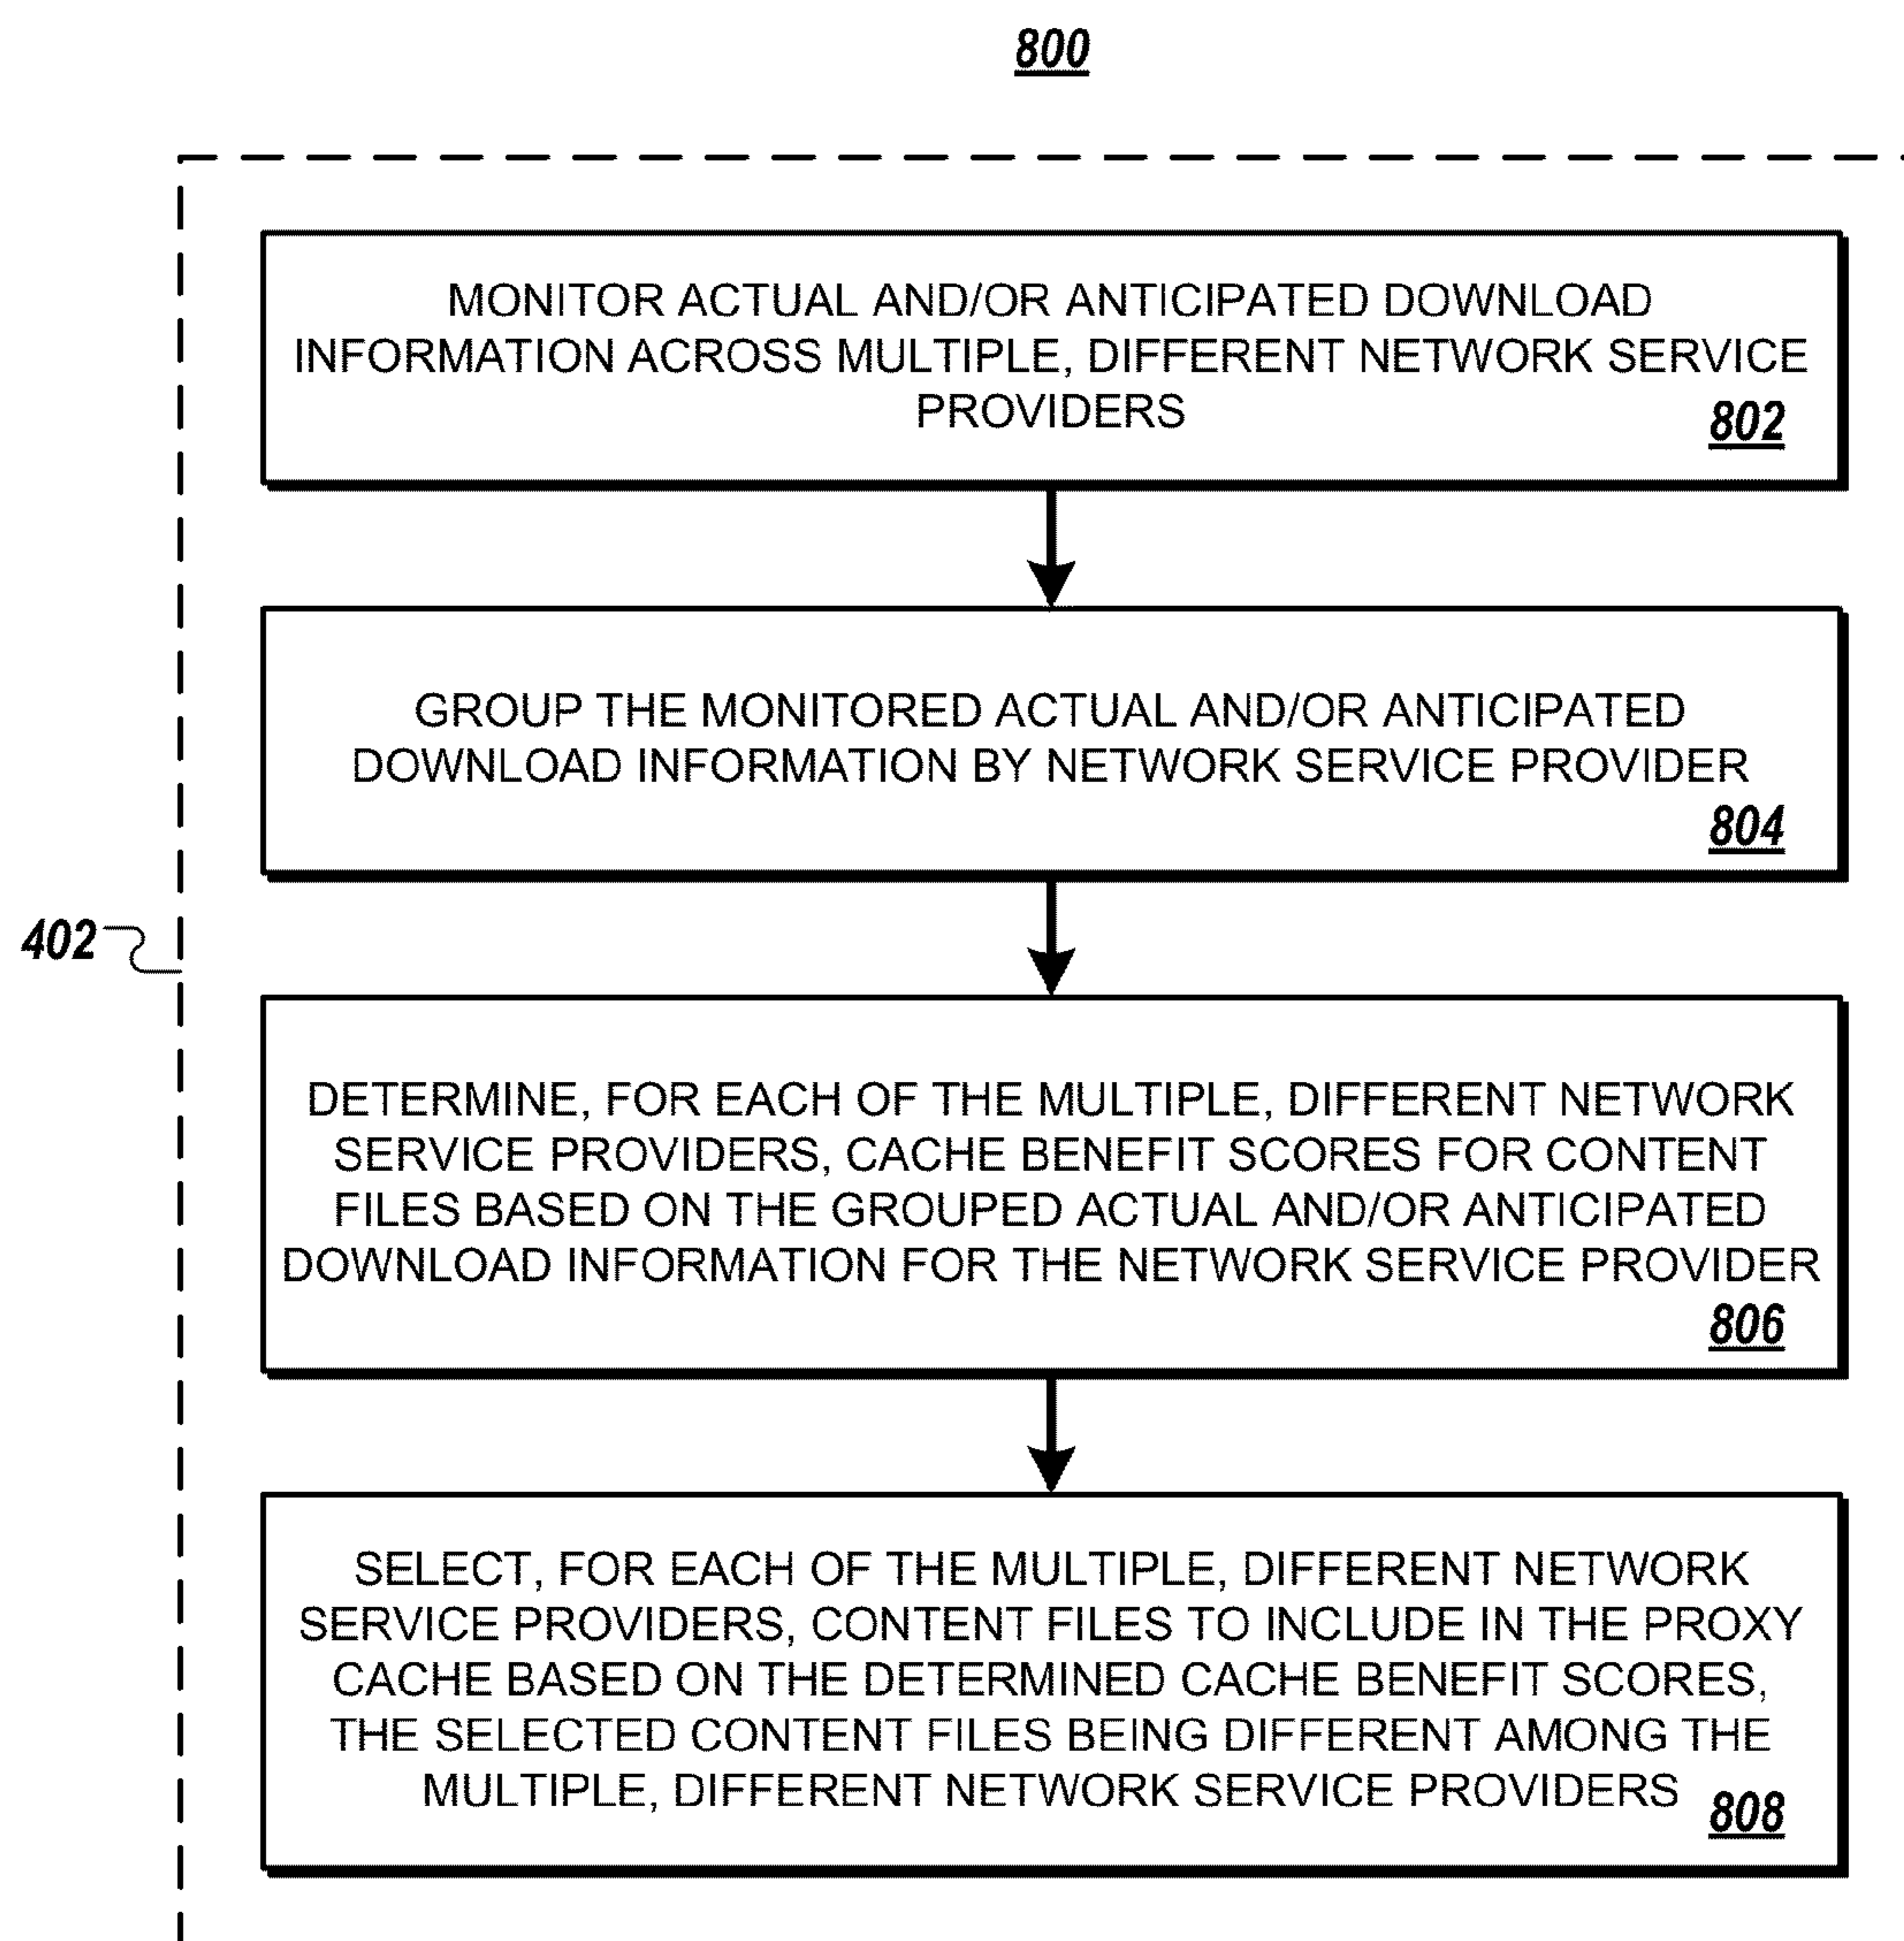 800
MONITOR ACTUAL AND/OR ANTICIPATED DOWNLOAD
INFORMATION ACROSS MULTIPLE, DIFFERENT NETWORK SERVICE
PROVIDERS
802
GROUP THE MONITORED ACTUAL AND/OR ANTICIPATED
DOWNLOAD INFORMATION BY NETWORK SERVICE PROVIDER
804
402
DETERMINE, FOR EACH OF THE MULTIPLE, DIFFERENT NETWORK
SERVICE PROVIDERS, CACHE BENEFIT SCORES FOR CONTENT
FILES BASED ON THE GROUPED ACTUAL AND/OR ANTICIPATED
DOWNLOAD INFORMATION FOR THE NETWORK SERVICE PROVIDER
806
SELECT, FOR EACH OF THE MULTIPLE, DIFFERENT NETWORK
SERVICE PROVIDERS, CONTENT FILES TO INCLUDE IN THE PROXY
CACHE BASED ON THE DETERMINED CACHE BENEFIT SCORES,
THE SELECTED CONTENT FILES BEING DIFFERENT AMONG THE
MULTIPLE, DIFFERENT NETWORK SERVICE PROVIDERS
808